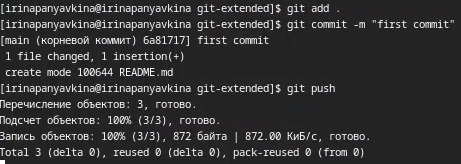 [irinapanyavkina@irinapanyavkina git-extended]$ git add .
[irinapanyavkina@irinapanyavkina git-extended]$ git commit -m "first commit"
[main (корневой коммит) 6a81717] first commit
 1 file changed, 1 insertion(+)
 create mode 100644 README.md
[irinapanyavkina@irinapanyavkina git-extended]$ git push
Перечисление объектов: 3, готово.
Подсчет объектов: 100% (3/3), готово.
Запись объектов: 100% (3/3), 872 байта | 872.00 КиБ/с, готово.
Total 3 (delta 0), reused 0 (delta 0), pack-reused 0 (from 0)